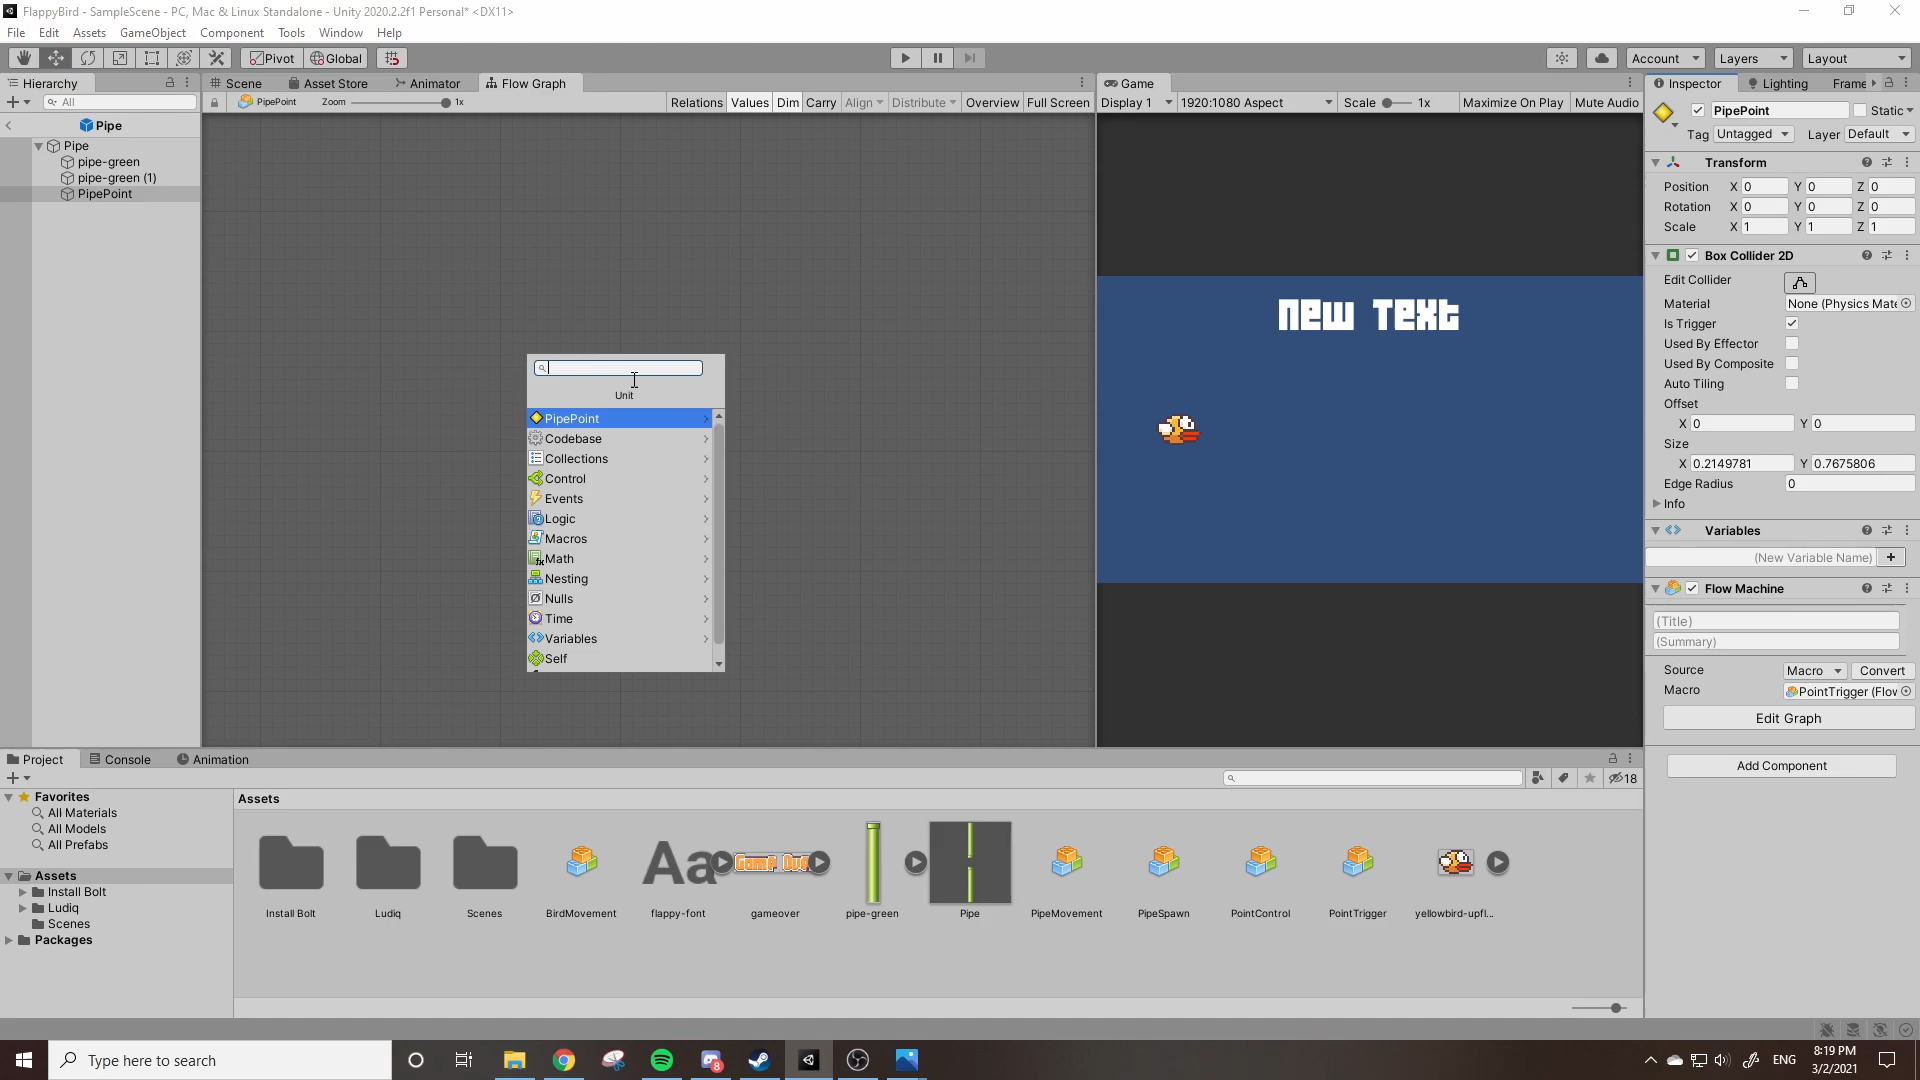 FlappyBird - SampleScene - PC, Mac & Linux Standalone - Unity 2020.2.2f1 Personal* <DX11>
File Edit Assets GameObject Component Tools Window Help
Pivot Global Account Layers Layout
Hierarchy Scene Asset Store Animator Flow Graph Game Inspector Lighting Frame
All PipePoint Zoom 1x Relations Values Dim Carry Align Distribute Overview Full Screen Display 1 1920:1080 Aspect Scale 1x Maximize On Play Mute Audio
PipePoint Static
Tag Untagged Layer Default
Pipe
Pipe
pipe-green
pipe-green (1)
PipePoint
Unit
PipePoint
Codebase
Collections
Control
Events
Logic
Macros
Math
Nesting
Nulls
Time
Variables
Self
New Text
Transform
Position X 0 Y 0 Z 0
Rotation X 0 Y 0 Z 0
Scale X 1 Y 1 Z 1
Box Collider 2D
Edit Collider
Material None (Physics Mate
Is Trigger
Used By Effector
Used By Composite
Auto Tiling
Offset
X 0 Y 0
Size
X 0.2149781 Y 0.7675806
Edge Radius 0
Info
Variables
(New Variable Name)
Flow Machine
(Title)
(Summary)
Source Macro Convert
Macro PointTrigger (Flov
Edit Graph
Add Component
Project Console Animation
18
Favorites
All Materials
All Models
All Prefabs
Assets
Install Bolt
Ludiq
Scenes
Packages
Assets
Aa
Install Bolt Ludiq Scenes BirdMovement flappy-font gameover pipe-green Pipe PipeMovement PipeSpawn PointControl PointTrigger yellowbird-upfl...
Type here to search
8
ENG
8:19 PM
3/2/2021